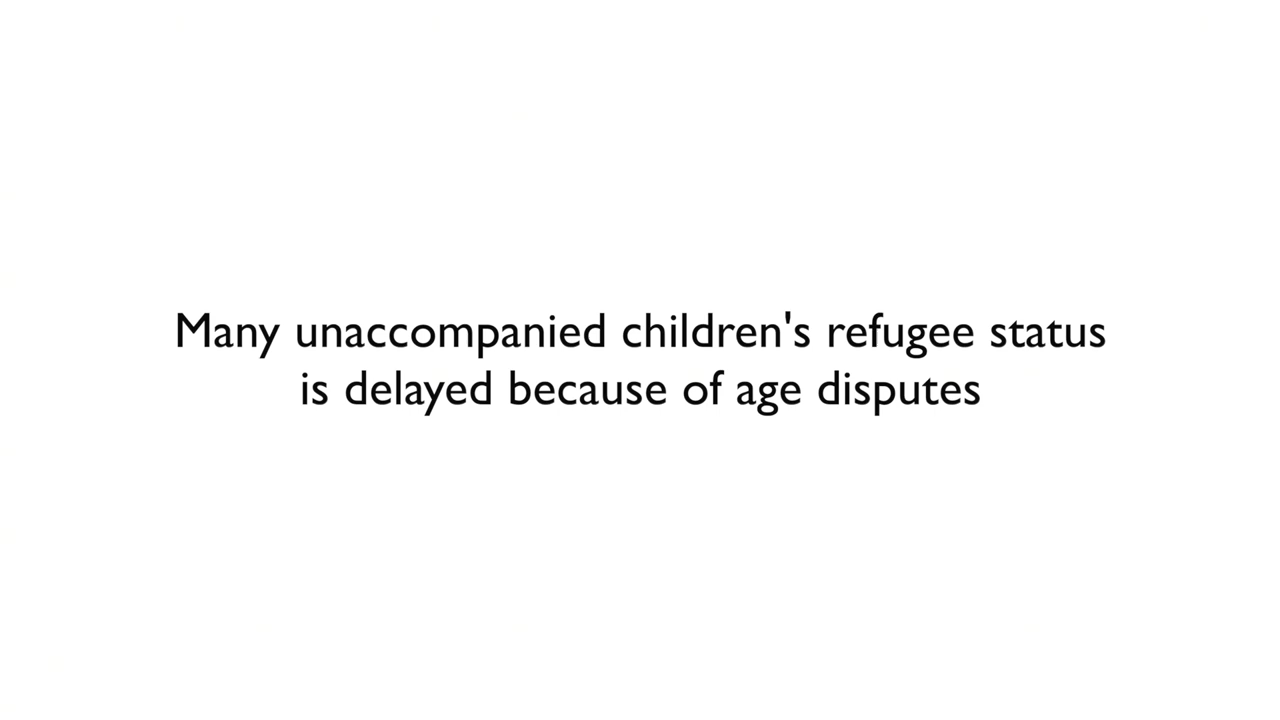 Many unaccompanied children's refugee status
is delayed because of age disputes